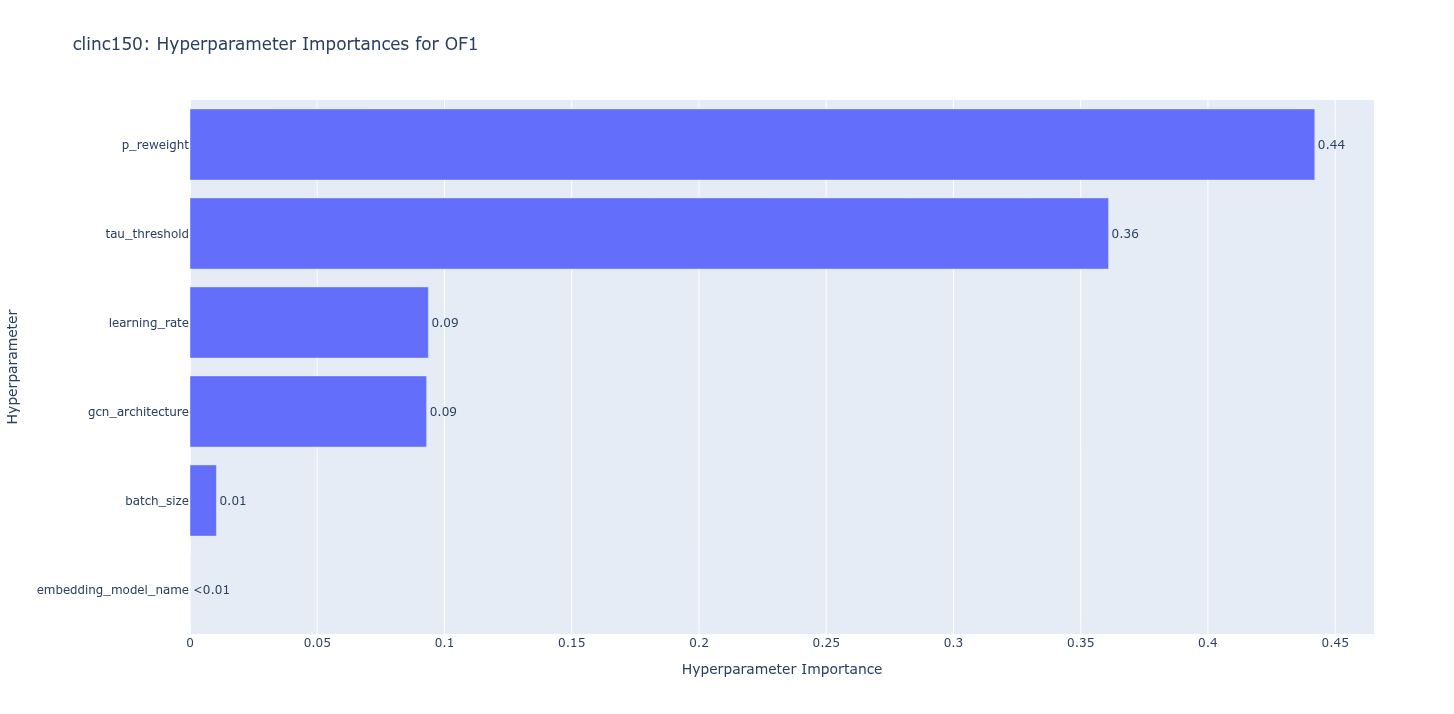 clinc150: Hyperparameter Importances for OF1
Hyperparameter
p_reweight 0.44
tau_threshold 0.36
learning_rate 0.09
gcn_architecture 0.09
batch_size 0.01
embedding_model_name <0.01
0 0.05 0.1 0.15 0.2 0.25 0.3 0.35 0.4 0.45
Hyperparameter Importance